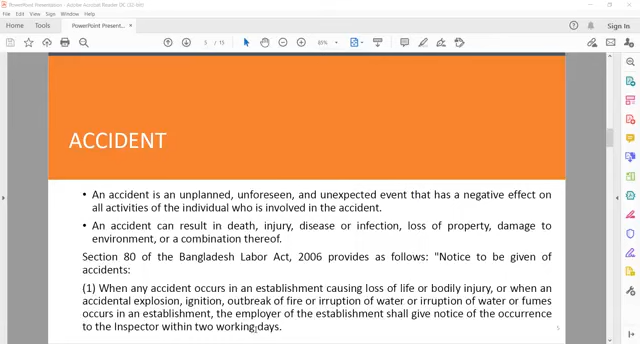 PowerPoint Presentation - Adobe Acrobat Reader DC (32-bit)
File Edit View Sign Window Help
Home Tools PowerPoint Present... ×
Sign In
5 / 15
85%
ACCIDENT
• An accident is an unplanned, unforeseen, and unexpected event that has a negative effect on
all activities of the individual who is involved in the accident.
• An accident can result in death, injury, disease or infection, loss of property, damage to
environment, or a combination thereof.
Section 80 of the Bangladesh Labor Act, 2006 provides as follows: "Notice to be given of
accidents:
(1) When any accident occurs in an establishment causing loss of life or bodily injury, or when an
accidental explosion, ignition, outbreak of fire or irruption of water or irruption of water or fumes
occurs in an establishment, the employer of the establishment shall give notice of the occurrence
to the Inspector within two working days.
5